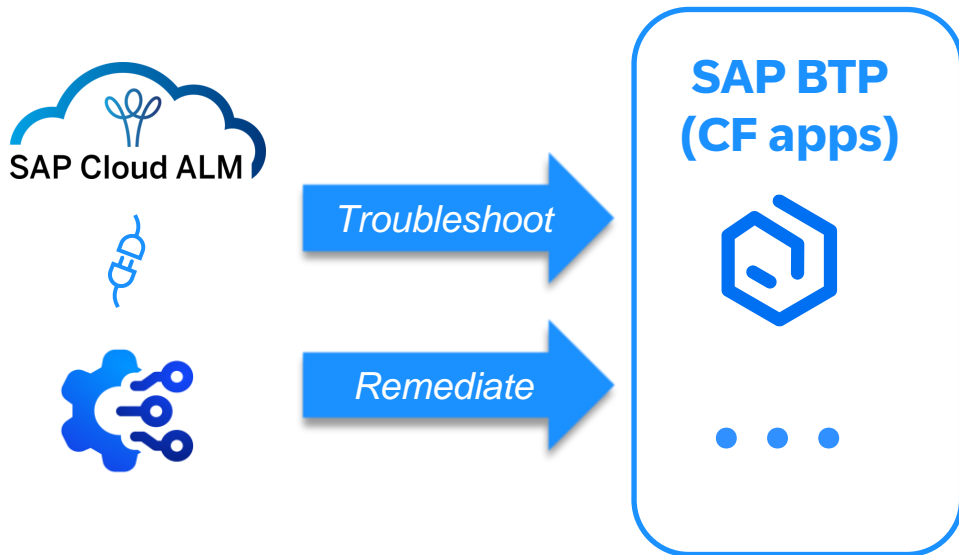 SAP Cloud ALM
Troubleshoot
Remediate
SAP BTP
(CF apps)